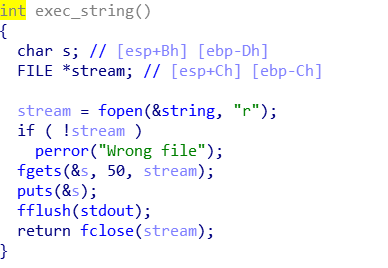 int exec_string()
{
char s; // [esp+Bh] [ebp-Dh]
FILE *stream; // [esp+Ch] [ebp-Ch]
stream = fopen(&string, "r");
if ( !stream )
perror("Wrong file");
fgets(&s, 50, stream);
puts(&s);
fflush(stdout);
return fclose(stream);
}